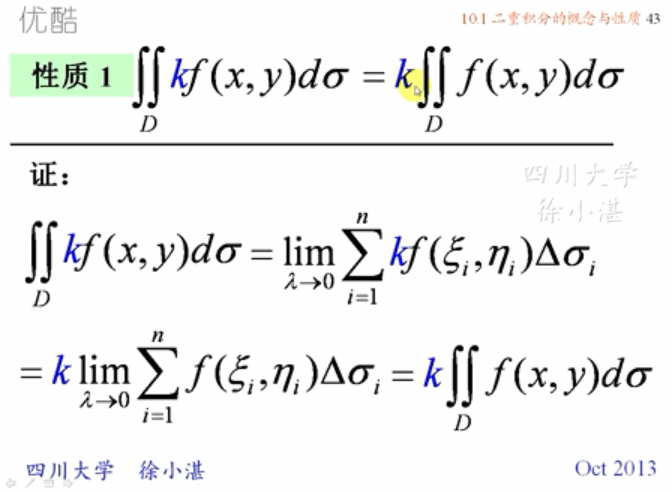 优酷
10.1 二重积分的概念与性质 43
性质 1 ∬_D kf(x, y)dσ = k∬_D f(x, y)dσ
证：
四川大学
徐小湛
∬_D kf(x, y)dσ = lim_{λ→0} ∑_{i=1}^{n} kf(ξ_i, η_i)Δσ_i
= k lim_{λ→0} ∑_{i=1}^{n} f(ξ_i, η_i)Δσ_i = k∬_D f(x, y)dσ
四川大学 徐小湛 Oct 2013